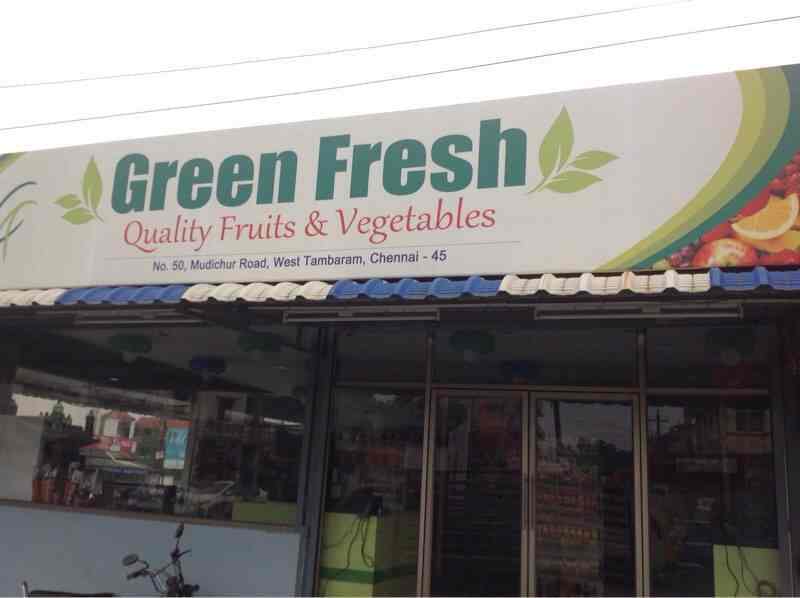 Green Fresh
Quality Fruits & Vegetables
No. 50, Mudichur Road, West Tambaram, Chennai - 45